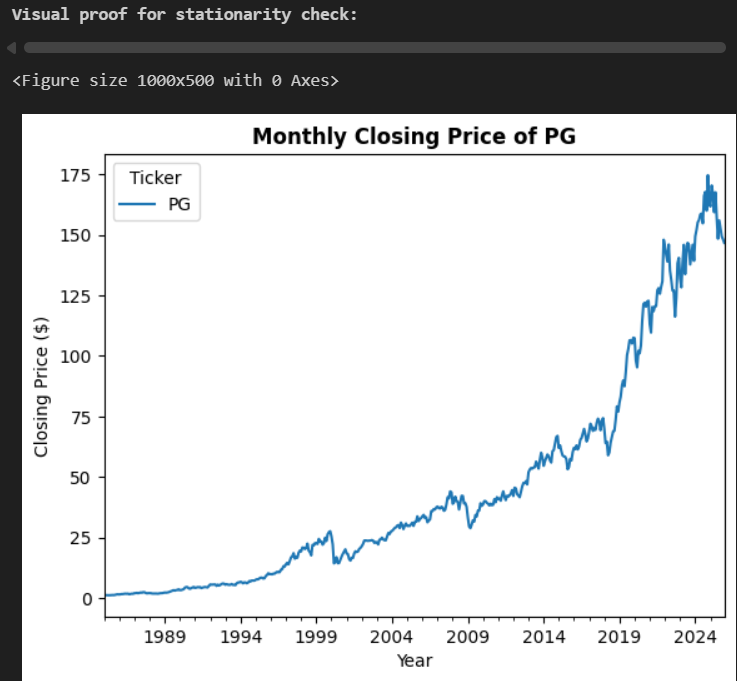 Visual proof for stationarity check:
<Figure size 1000x500 with 0 Axes>
Monthly Closing Price of PG
Ticker
PG
175
150
125
100
75
50
25
0
Closing Price ($)
1989 1994 1999 2004 2009 2014 2019 2024
Year